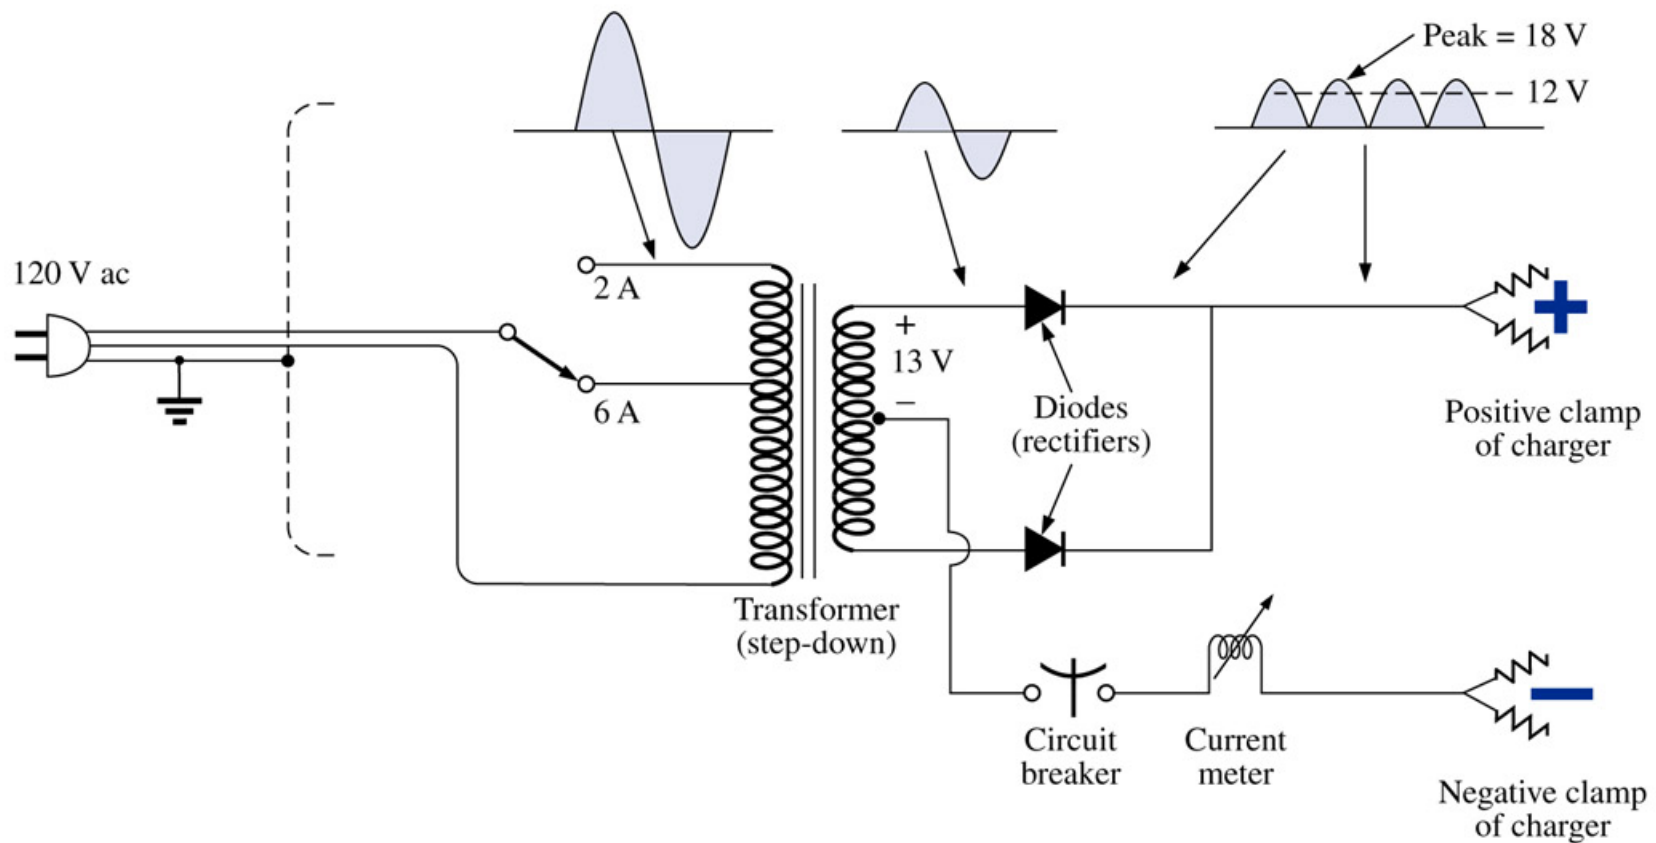 Peak = 18 V
12 V
120 V ac
2 A
6 A
+
13 V
−
Diodes
(rectifiers)
Positive clamp
of charger
Transformer
(step-down)
Circuit
breaker
Current
meter
Negative clamp
of charger